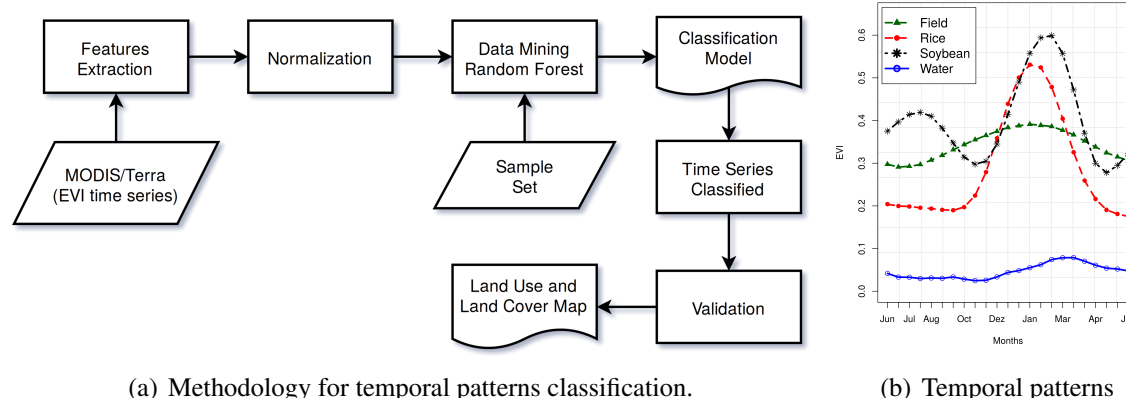 Features
Extraction
Normalization
Data Mining
Random Forest
Classification
Model
MODIS/Terra
(EVI time series)
Sample
Set
Time Series
Classified
Land Use and
Land Cover Map
Validation
(a) Methodology for temporal patterns classification.
Field
Rice
Soybean
Water
EVI
0.6
0.5
0.4
0.3
0.2
0.1
0.0
Jun Jul Aug Oct Dez Jan Mar Apr
Months
(b) Temporal patterns